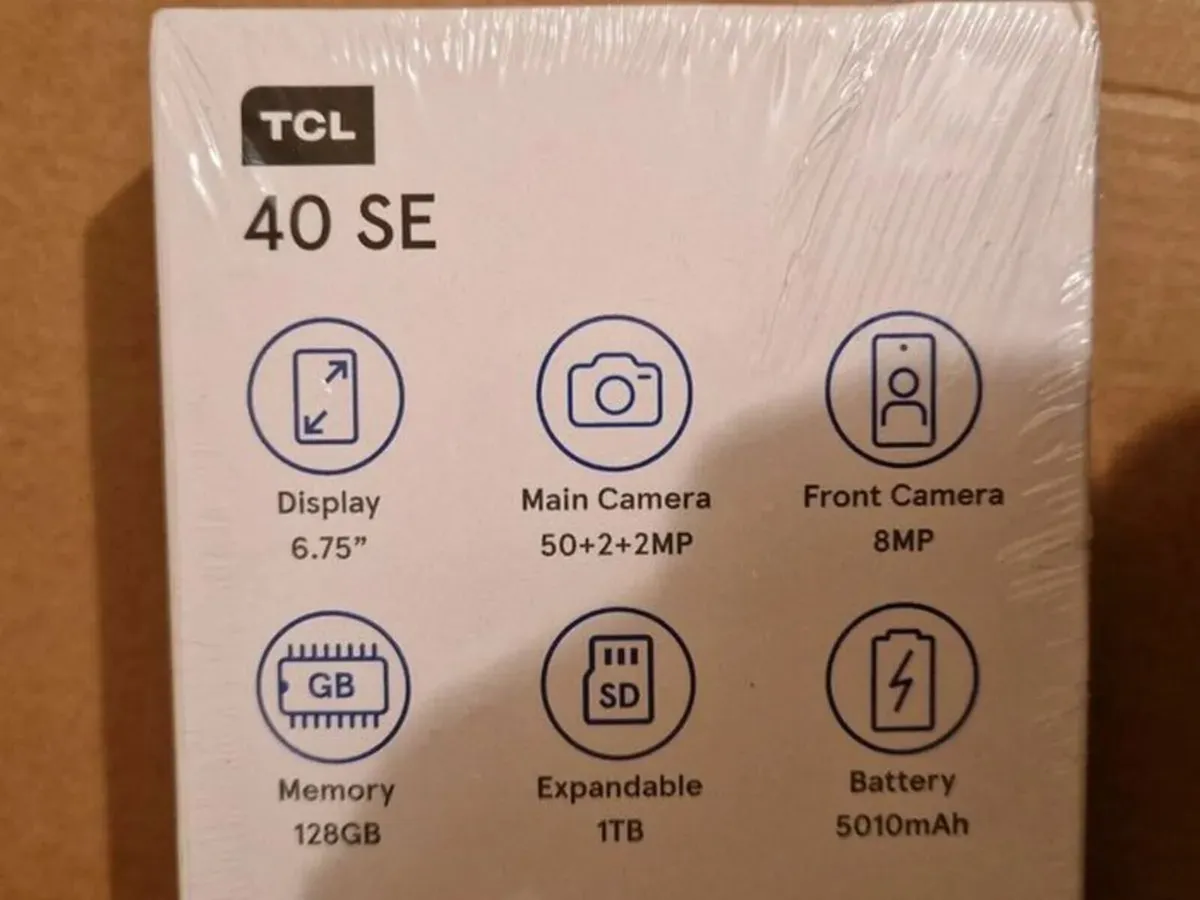 TCL
40 SE
Display
6.75”
Main Camera
50+2+2MP
Front Camera
8MP
GB
Memory
128GB
SD
Expandable
1TB
Battery
5010mAh